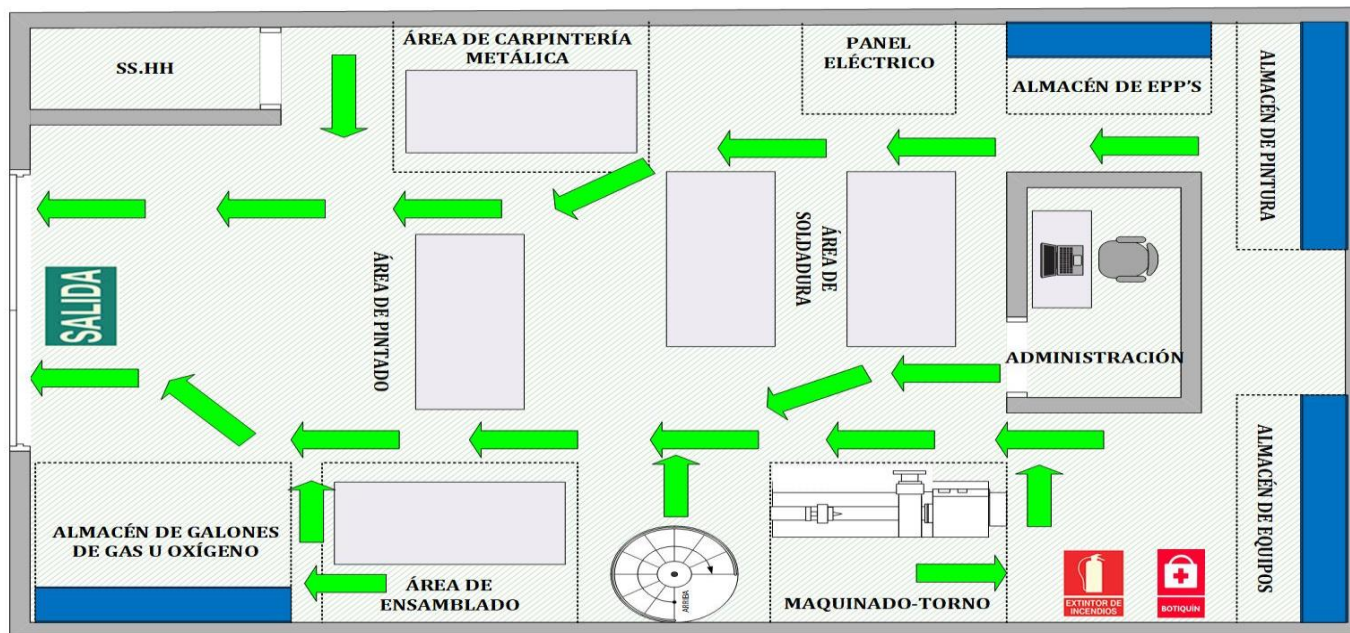 SS.HH
ÁREA DE CARPINTERÍA
METÁLICA
PANEL
ELÉCTRICO
ALMACÉN DE EPP'S
ALMACÉN DE PINTURA
ÁREA DE
SOLDADURA
ÁREA DE PINTADO
SALIDA
ADMINISTRACIÓN
ALMACÉN DE GALONES
DE GAS U OXÍGENO
ÁREA DE
ENSAMBLADO
ARRIBA
MAQUINADO-TORNO
EXTINTOR DE
INCENDIOS
BOTIQUÍN
ALMACÉN DE EQUIPOS